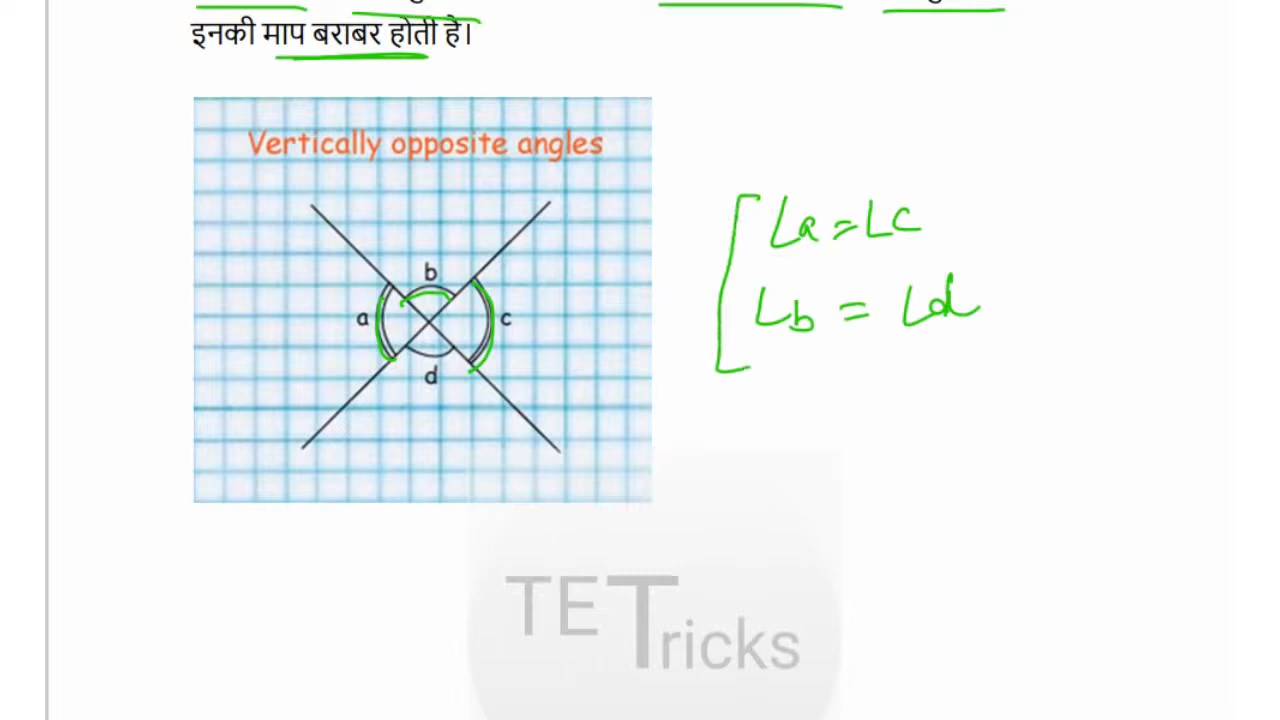 इनकी माप बराबर होती है।
Vertically opposite angles
b
a
c
d
∠a = ∠c
∠b = ∠d
TETricks